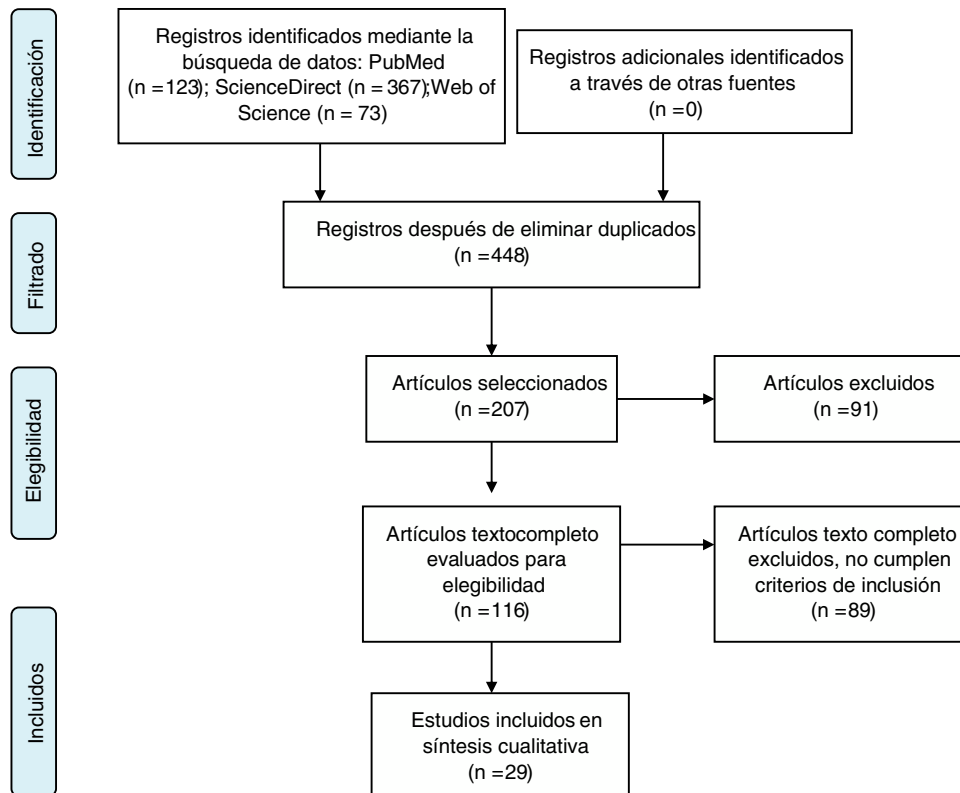 Identificación
Registros identificados mediante la
búsqueda de datos: PubMed
(n =123); ScienceDirect (n = 367);Web of
Science (n = 73)
Registros adicionales identificados
a través de otras fuentes
(n =0)
Filtrado
Registros después de eliminar duplicados
(n =448)
Elegibilidad
Artículos seleccionados
(n =207)
Artículos excluidos
(n =91)
Artículos textocompleto
evaluados para
elegibilidad
(n =116)
Artículos texto completo
excluidos, no cumplen
criterios de inclusión
(n =89)
Incluidos
Estudios incluidos en
síntesis cualitativa
(n =29)